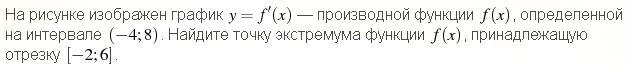 На рисунке изображен график y = f′(x) — производной функции f(x), определенной
на интервале (−4;8). Найдите точку экстремума функции f(x), принадлежащую
отрезку [−2;6].